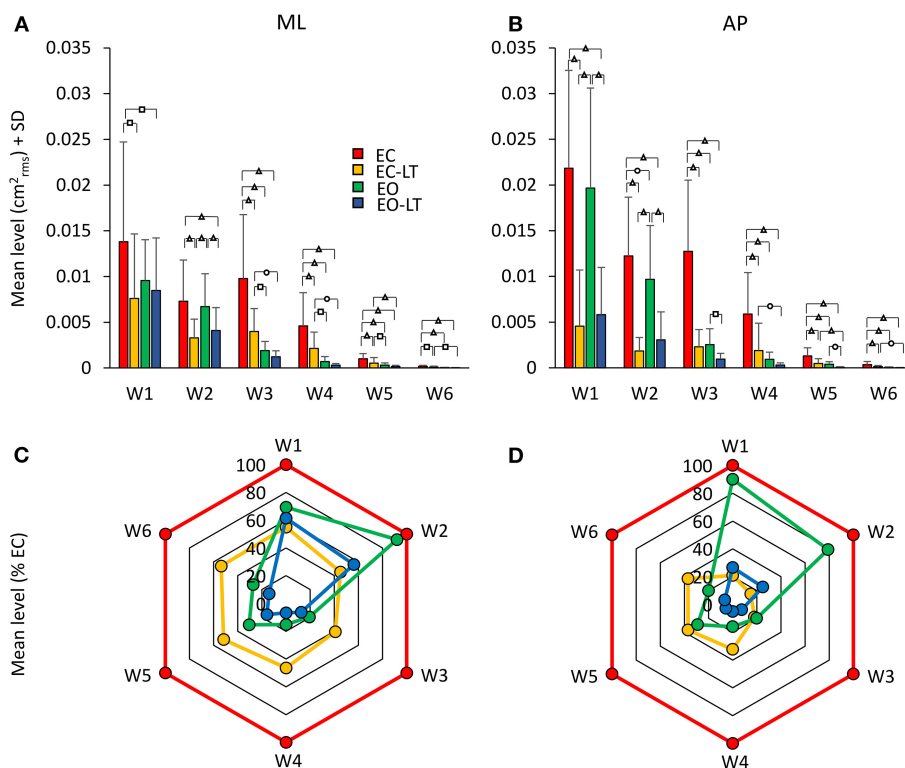 A
ML
B
AP
Mean level (cm²rms) + SD
0.035
0.03
0.025
0.02
0.015
0.01
0.005
0
EC
EC-LT
EO
EO-LT
W1
W2
W3
W4
W5
W6
0.035
0.03
0.025
0.02
0.015
0.01
0.005
0
W1
W2
W3
W4
W5
W6
C
Mean level (% EC)
W1
100
80
60
40
20
0
W2
W3
W4
W5
W6
D
W1
100
80
60
40
20
0
W2
W3
W4
W5
W6